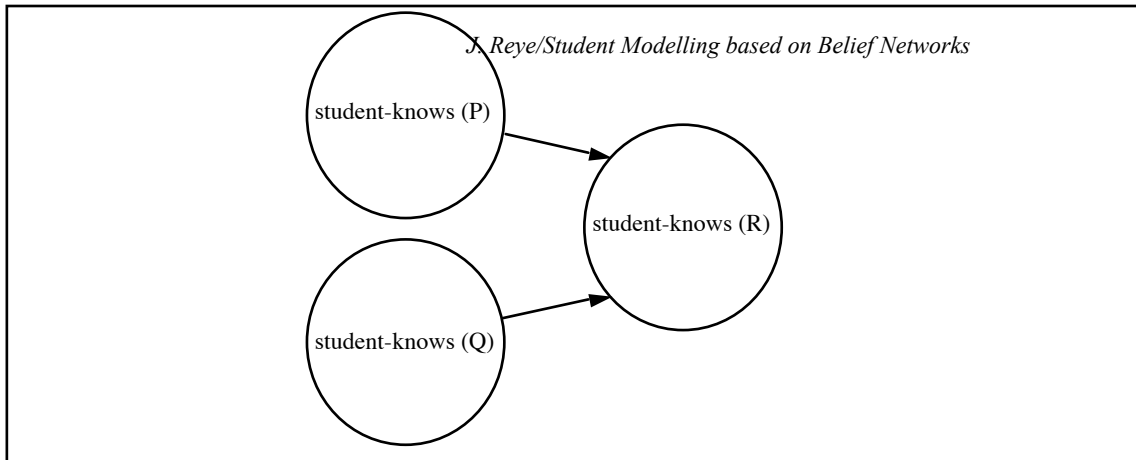 J. Reye/Student Modelling based on Belief Networks
student-knows (P)
student-knows (R)
student-knows (Q)